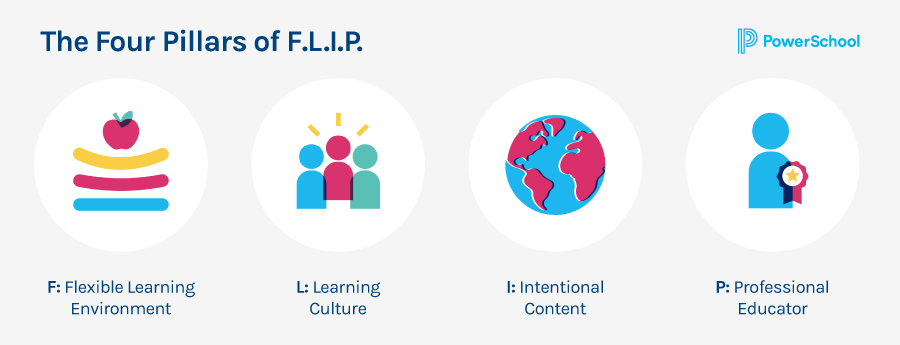 The Four Pillars of F.L.I.P.
PowerSchool
F: Flexible Learning
Environment
L: Learning
Culture
I: Intentional
Content
P: Professional
Educator